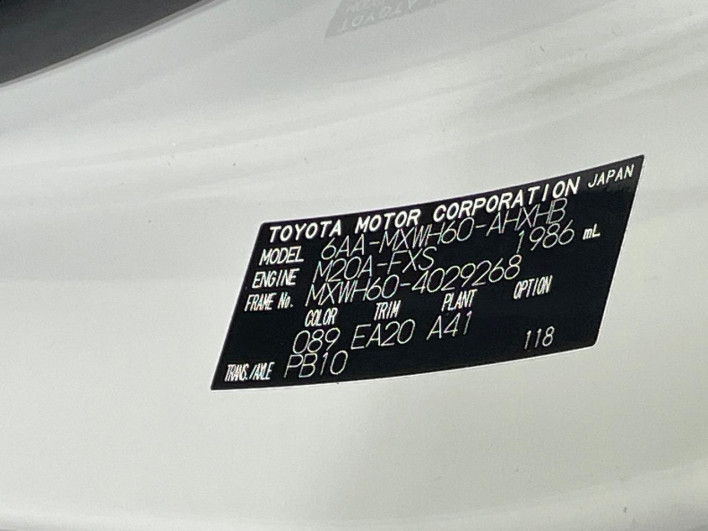 TOYOTA MOTOR CORPORATION JAPAN
MODEL 6AA-MXWH60-AHXHB
ENGINE M20A-FXS 1986 mL
FRAME No. MXWH60-4029268
COLOR TRIM PLANT OPTION
089 EA20 A41
TRANS./AXLE PB10 118